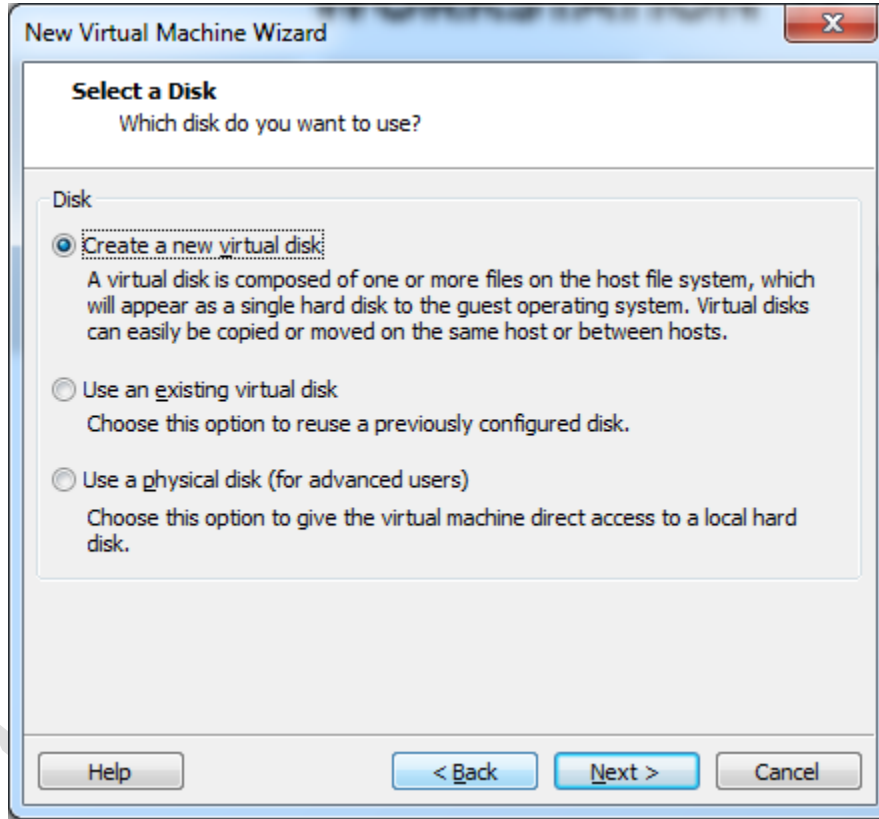 New Virtual Machine Wizard
Select a Disk
Which disk do you want to use?
Disk
Create a new virtual disk
A virtual disk is composed of one or more files on the host file system, which
will appear as a single hard disk to the guest operating system. Virtual disks
can easily be copied or moved on the same host or between hosts.
Use an existing virtual disk
Choose this option to reuse a previously configured disk.
Use a physical disk (for advanced users)
Choose this option to give the virtual machine direct access to a local hard
disk.
Help
< Back
Next >
Cancel